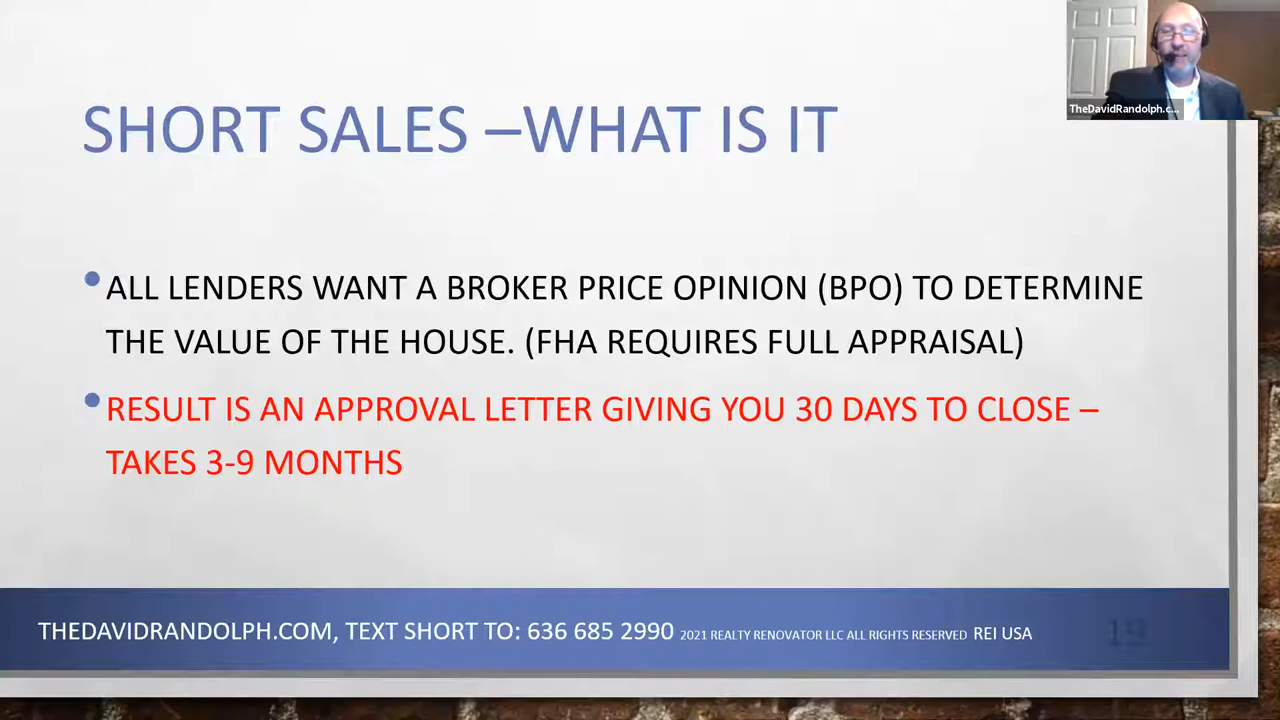 TheDavidRandolph.c...
SHORT SALES –WHAT IS IT
•ALL LENDERS WANT A BROKER PRICE OPINION (BPO) TO DETERMINE
THE VALUE OF THE HOUSE. (FHA REQUIRES FULL APPRAISAL)
•RESULT IS AN APPROVAL LETTER GIVING YOU 30 DAYS TO CLOSE –
TAKES 3-9 MONTHS
THEDAVIDRANDOLPH.COM, TEXT SHORT TO: 636 685 2990 2021 REALTY RENOVATOR LLC ALL RIGHTS RESERVED REI USA
19